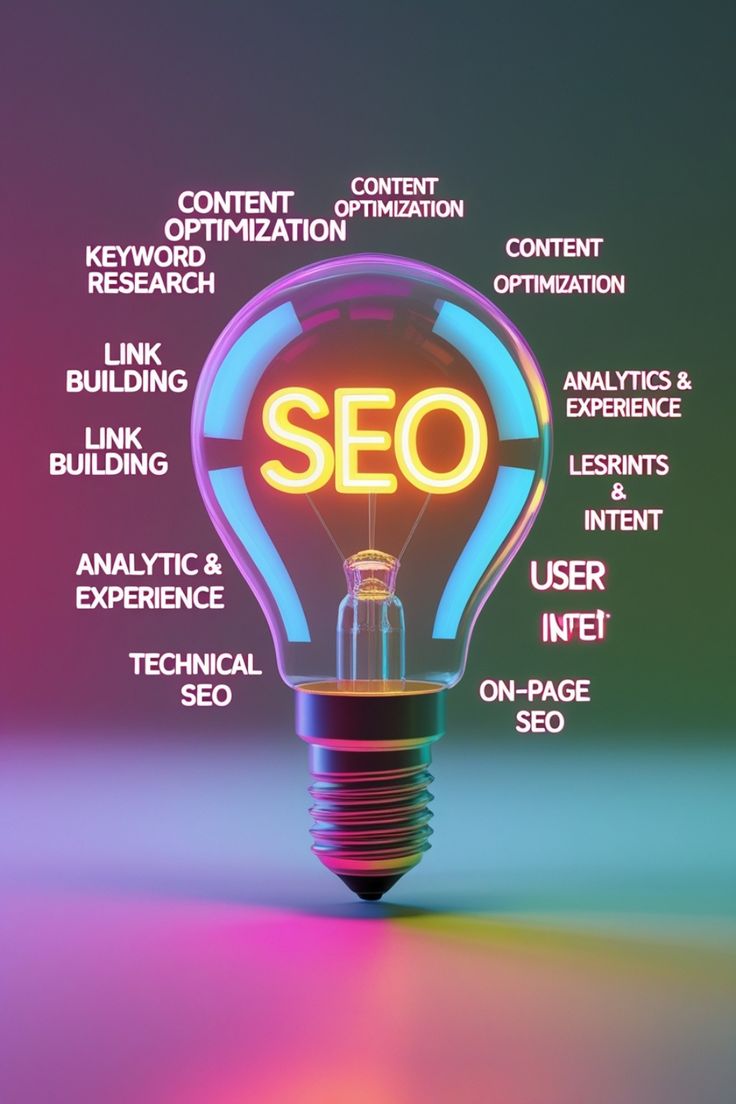 CONTENT
OPTIMIZATION
CONTENT
OPTIMIZATION
KEYWORD
RESEARCH
CONTENT
OPTIMIZATION
LINK
BUILDING
LINK
BUILDING
SEO
ANALYTICS &
EXPERIENCE
LESRINTS
&
INTENT
ANALYTIC &
EXPERIENCE
USER
TECHNICAL
SEO
ON-PAGE
SEO